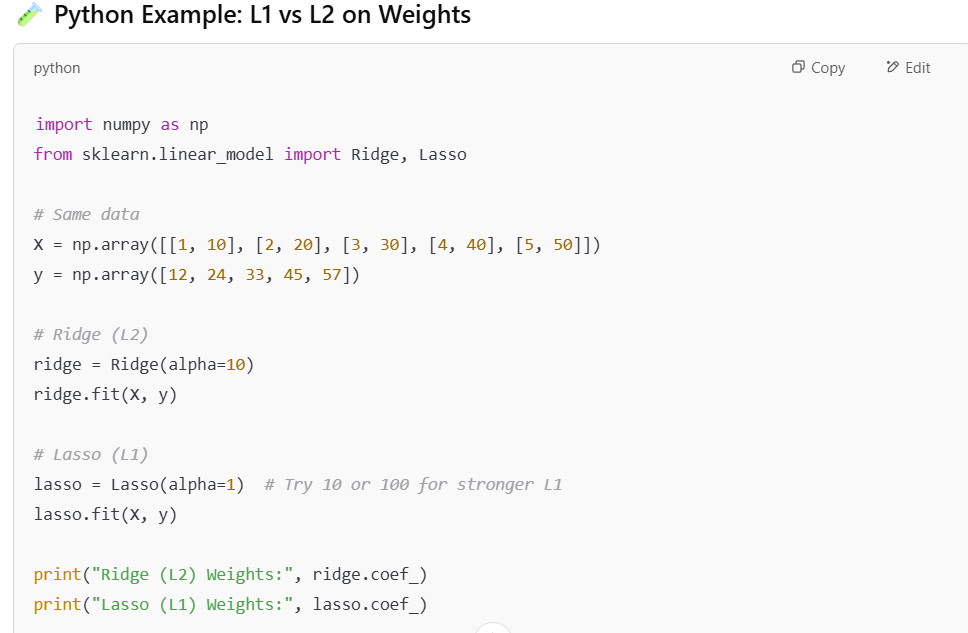 Python Example: L1 vs L2 on Weights
python
Copy
Edit
import numpy as np
from sklearn.linear_model import Ridge, Lasso
# Same data
X = np.array([[1, 10], [2, 20], [3, 30], [4, 40], [5, 50]])
y = np.array([12, 24, 33, 45, 57])
# Ridge (L2)
ridge = Ridge(alpha=10)
ridge.fit(X, y)
# Lasso (L1)
lasso = Lasso(alpha=1)  # Try 10 or 100 for stronger L1
lasso.fit(X, y)
print("Ridge (L2) Weights:", ridge.coef_)
print("Lasso (L1) Weights:", lasso.coef_)